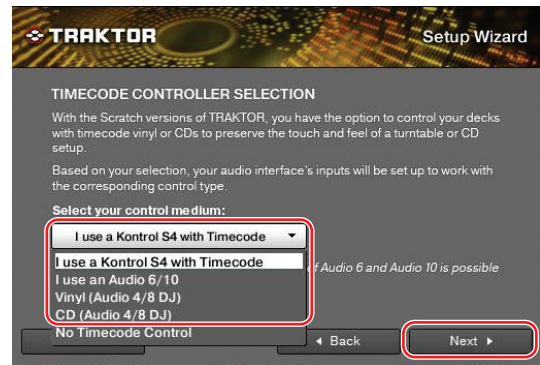 TRAKTOR
Setup Wizard
TIMECODE CONTROLLER SELECTION
With the Scratch versions of TRAKTOR, you have the option to control your decks
with timecode vinyl or CDs to preserve the touch and feel of a turntable or CD
setup.
Based on your selection, your audio interface's inputs will be set up to work with
the corresponding control type.
Select your control medium:
I use a Kontrol S4 with Timecode
I use a Kontrol S4 with Timecode
of Audio 6 and Audio 10 is possible
I use an Audio 6/10
Vinyl (Audio 4/8 DJ)
CD (Audio 4/8 DJ)
No Timecode Control
Back
Next